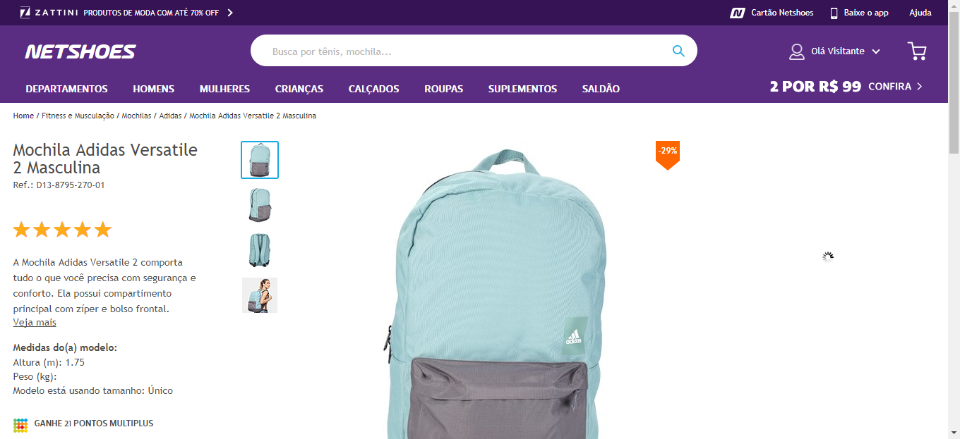 ZATTINI PRODUTOS DE MODA COM ATÉ 70% OFF
Cartão Netshoes
Baixe o app
Ajuda
NETSHOES
Busca por tênis, mochila...
Olá Visitante
DEPARTAMENTOS HOMENS MULHERES CRIANÇAS CALÇADOS ROUPAS SUPLEMENTOS SALDÃO
2 POR R$ 99 CONFIRA
Home / Fitness e Musculação / Mochilas / Adidas / Mochila Adidas Versatile 2 Masculina
Mochila Adidas Versatile
2 Masculina
Ref.: D13-8795-270-01
-29%
A Mochila Adidas Versatile 2 comporta
tudo o que você precisa com segurança e
conforto. Ela possui compartimento
principal com zíper e bolso frontal.
Veja mais
adidas
Medidas do(a) modelo:
Altura (m): 1.75
Peso (kg):
Modelo está usando tamanho: Único
GANHE 21 PONTOS MULTIPLUS